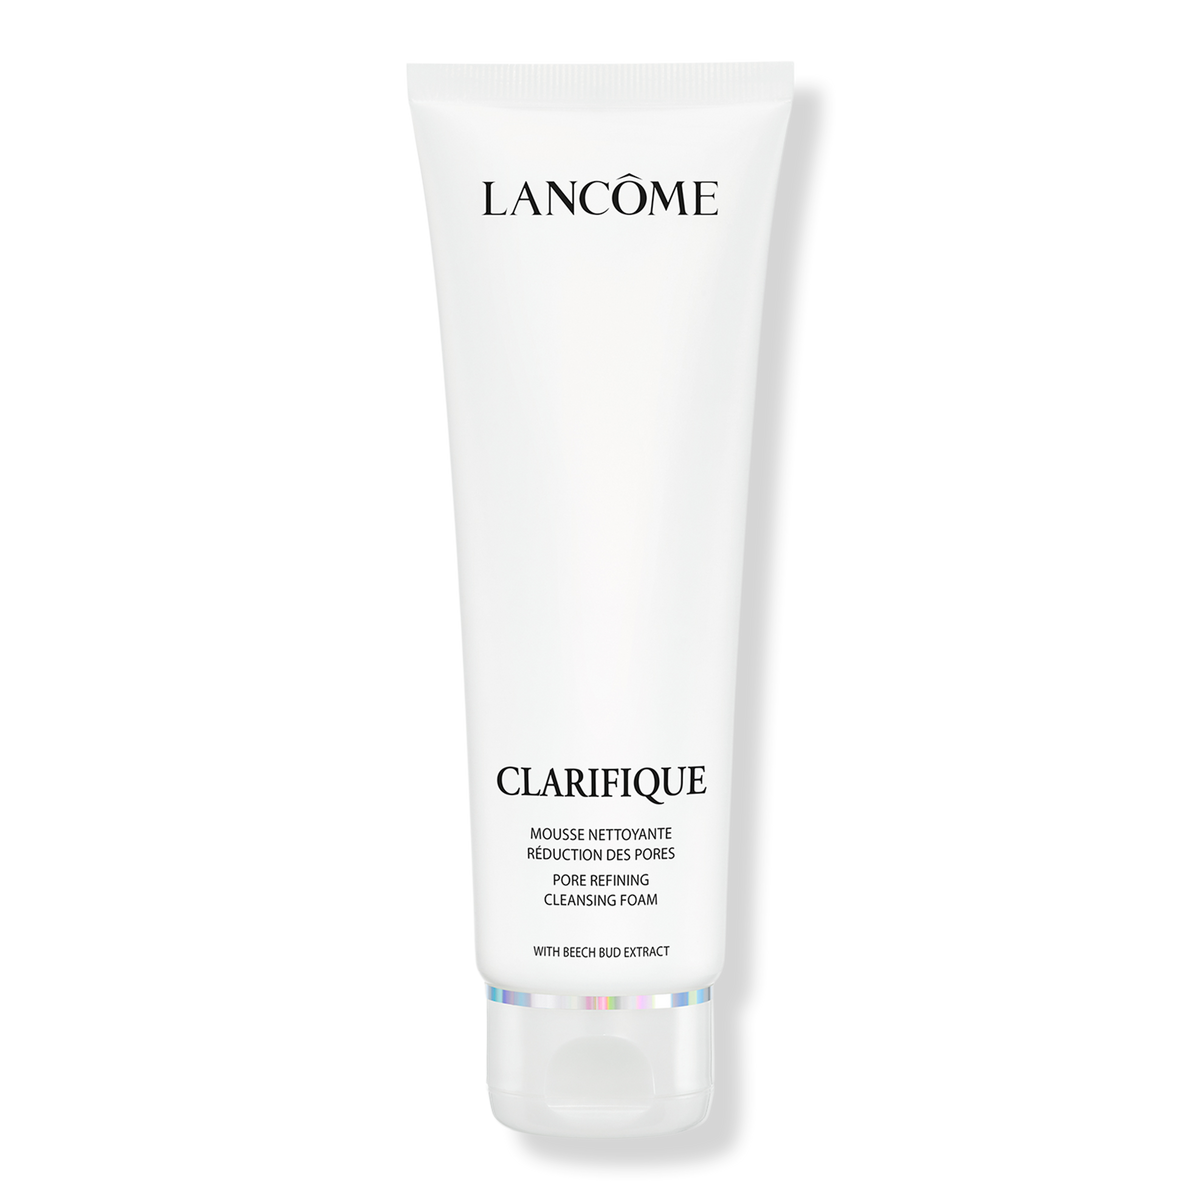 LANCÔME
CLARIFIQUE
MOUSSE NETTOYANTE
RÉDUCTION DES PORES
PORE REFINING
CLEANSING FOAM
WITH BEECH BUD EXTRACT